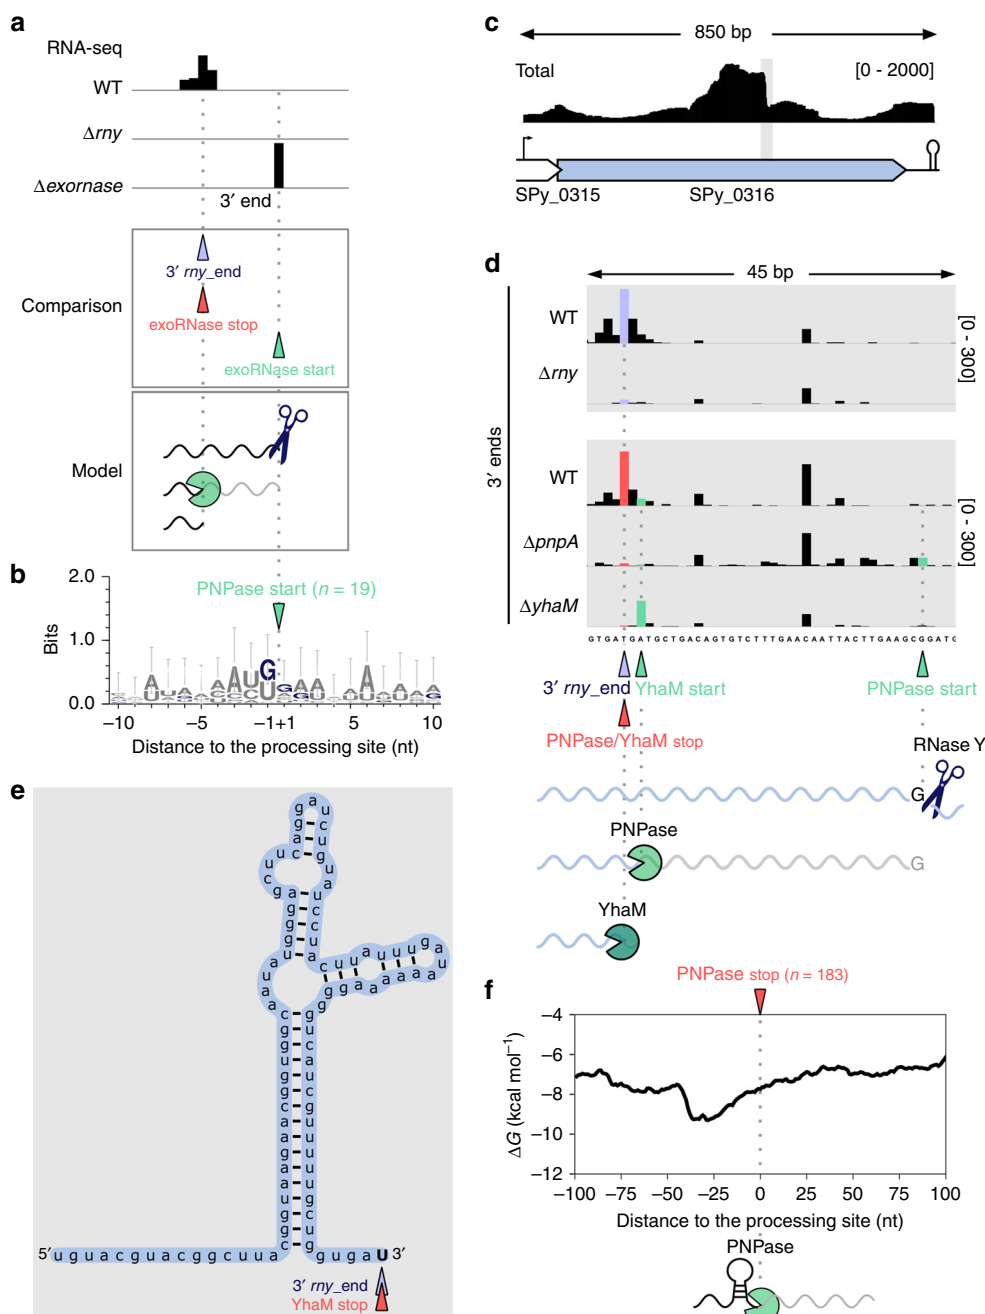 a
RNA-seq
WT
Δrny
Δexornase
3′ end
Comparison
3′ rny_end
exoRNase stop
exoRNase start
Model
b
PNPase start (n = 19)
Bits
2.0
1.0
0.0
−10 −5 −1+1 5 10
Distance to the processing site (nt)
c
850 bp
Total [0 - 2000]
SPy_0315 SPy_0316
d
45 bp
3′ ends
WT
Δrny
[0 - 300]
WT
ΔpnpA
ΔyhaM
[0 - 300]
GTGATGATGCTGACAGTGTCTTTGAACAATTACTTGAAGCGGATG
3′ rny_end YhaM start PNPase start
PNPase/YhaM stop
RNase Y
G
PNPase
G
YhaM
e
5′ uguacguacggcuua
gugaU 3′
3′ rny_end
YhaM stop
f
PNPase stop (n = 183)
ΔG (kcal mol−1)
−4
−6
−8
−10
−12
−100 −75 −50 −25 0 25 50 75 100
Distance to the processing site (nt)
PNPase